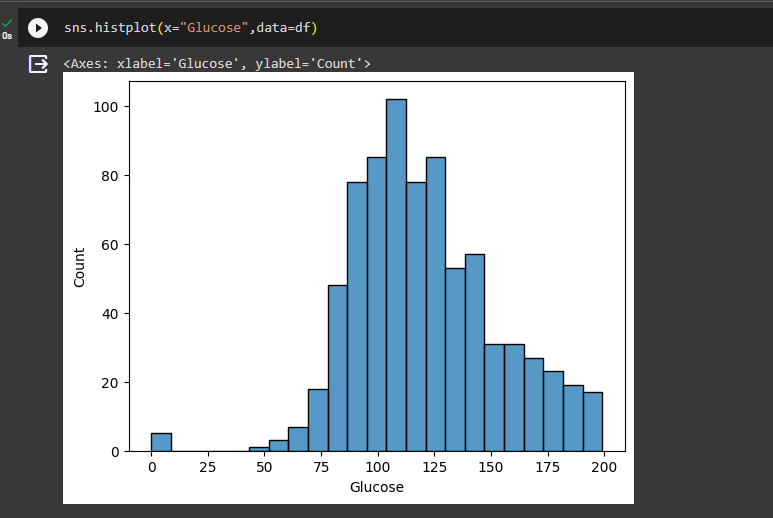 sns.histplot(x="Glucose",data=df)
0s
<Axes: xlabel='Glucose', ylabel='Count'>
100
80
60
40
20
0
Count
0 25 50 75 100 125 150 175 200
Glucose